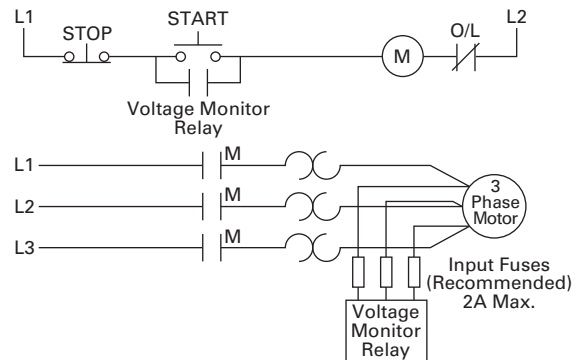 L1
STOP
START
M
O/L
L2
Voltage Monitor
Relay
L1
M
L2
M
L3
M
3
Phase
Motor
Input Fuses
(Recommended)
2A Max.
Voltage
Monitor
Relay